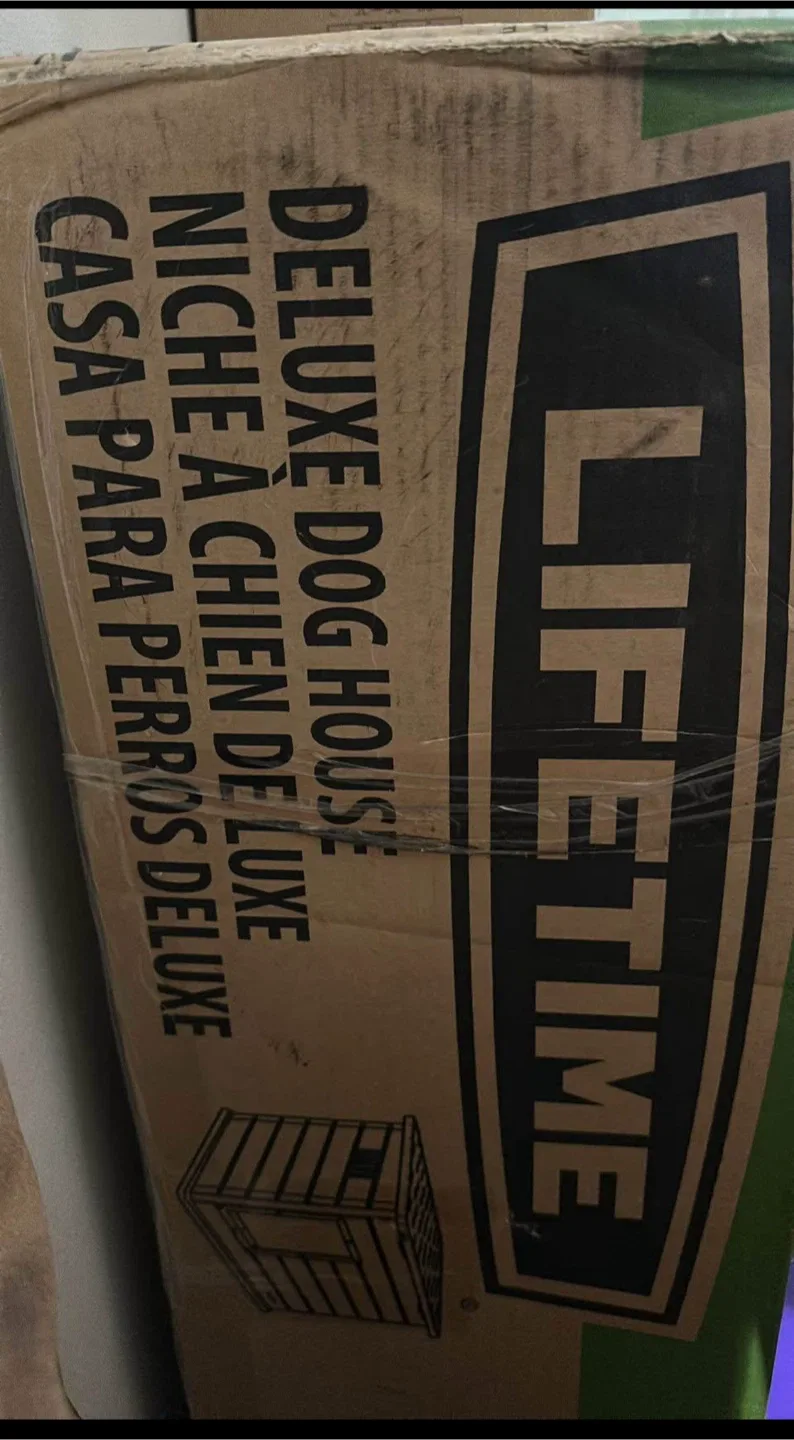 LIFETIME
DELUXE DOG HOUSE
NICHE À CHIEN DE LUXE
CASA PARA PERROS DELUXE